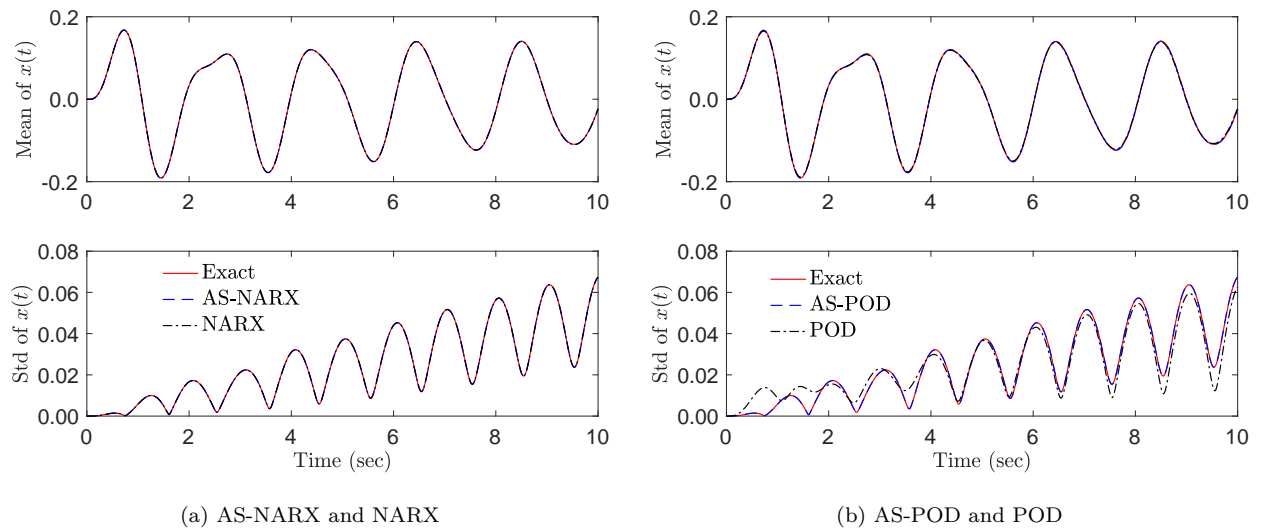 0.2
0.0
-0.2
Mean of x(t)
0 2 4 6 8 10
0.08
0.06
0.04
0.02
0.00
Std of x(t)
Exact
AS-NARX
NARX
0 2 4 6 8 10
Time (sec)
(a) AS-NARX and NARX
0.2
0.0
-0.2
Mean of x(t)
0 2 4 6 8 10
0.08
0.06
0.04
0.02
0.00
Std of x(t)
Exact
AS-POD
POD
0 2 4 6 8 10
Time (sec)
(b) AS-POD and POD